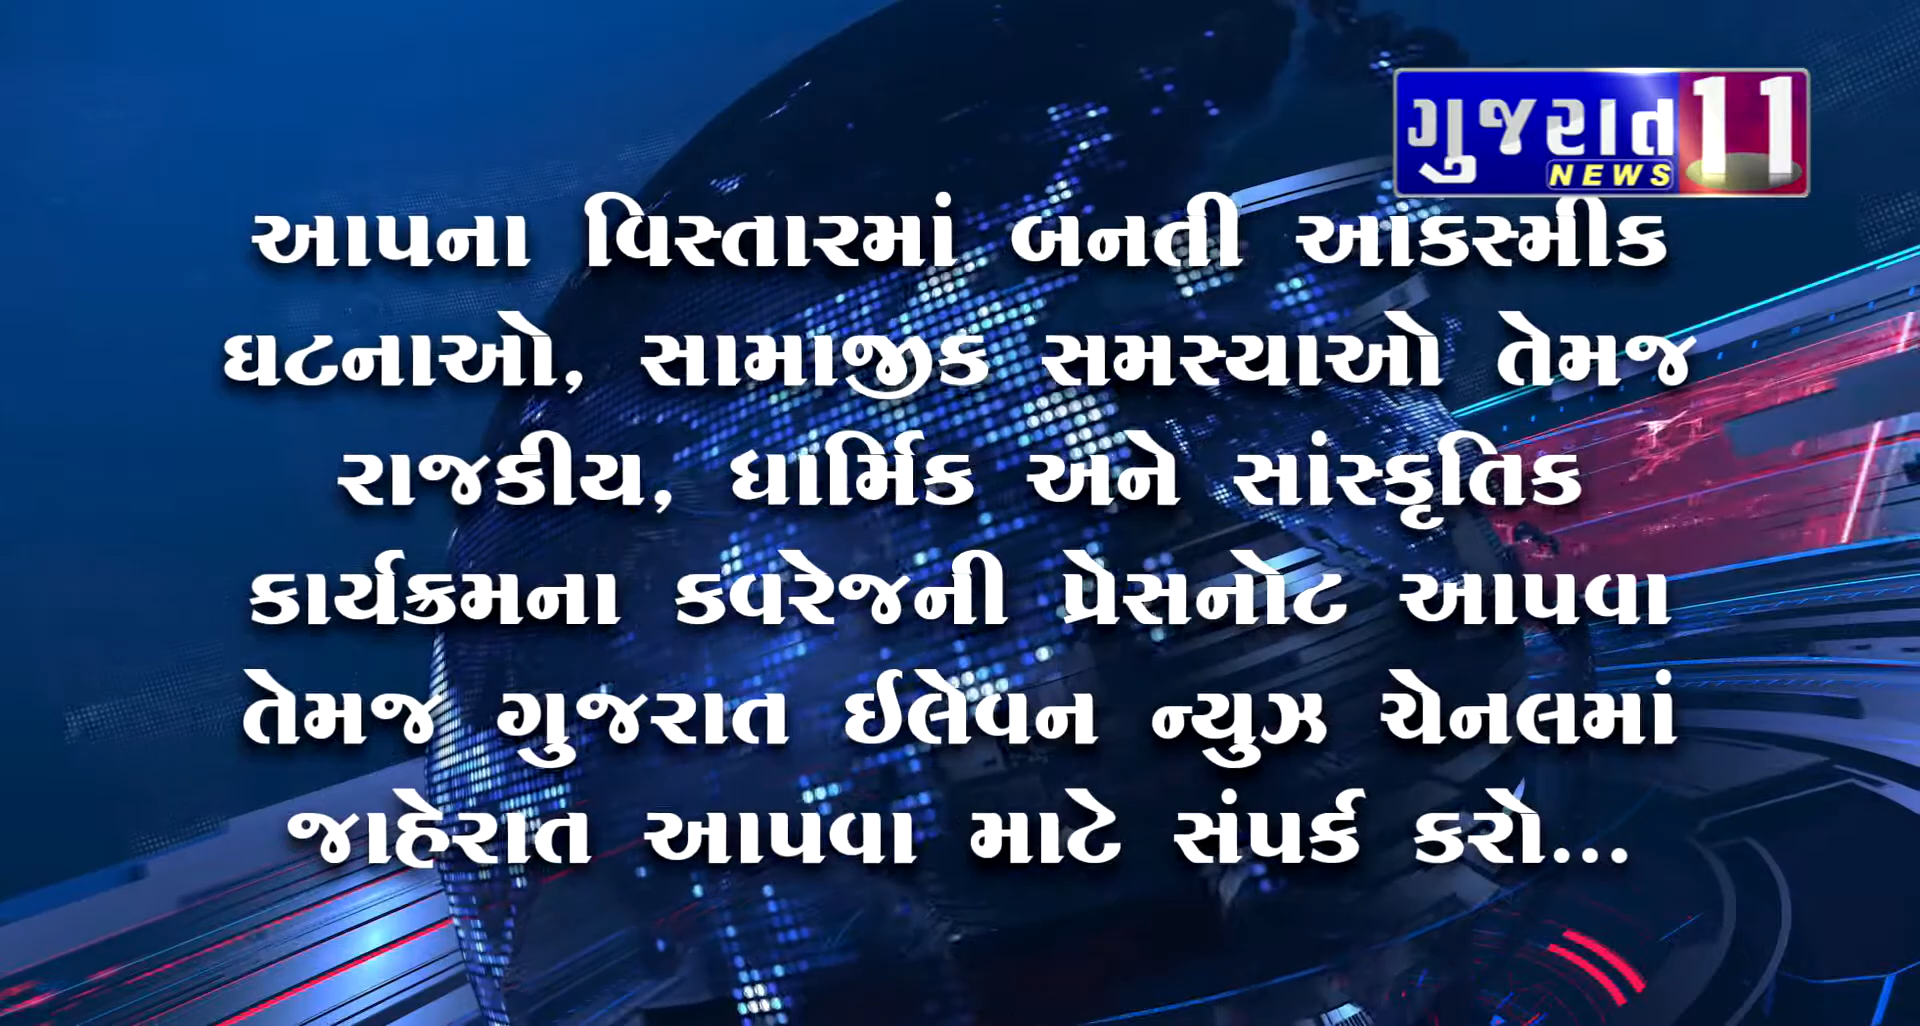 ગુજરાત 11
NEWS
આપના વિસ્તારમાં બનતી આકસ્મીક
ઘટનાઓ, સામાજીક સમસ્યાઓ તેમજ
રાજકીય, ધાર્મિક અને સાંસ્કૃતિક
કાર્યક્રમના કવરેજની પ્રેસનોટ આપવા
તેમજ ગુજરાત ઈલેવન ન્યુઝ ચેનલમાં
જાહેરાત આપવા માટે સંપર્ક કરો...